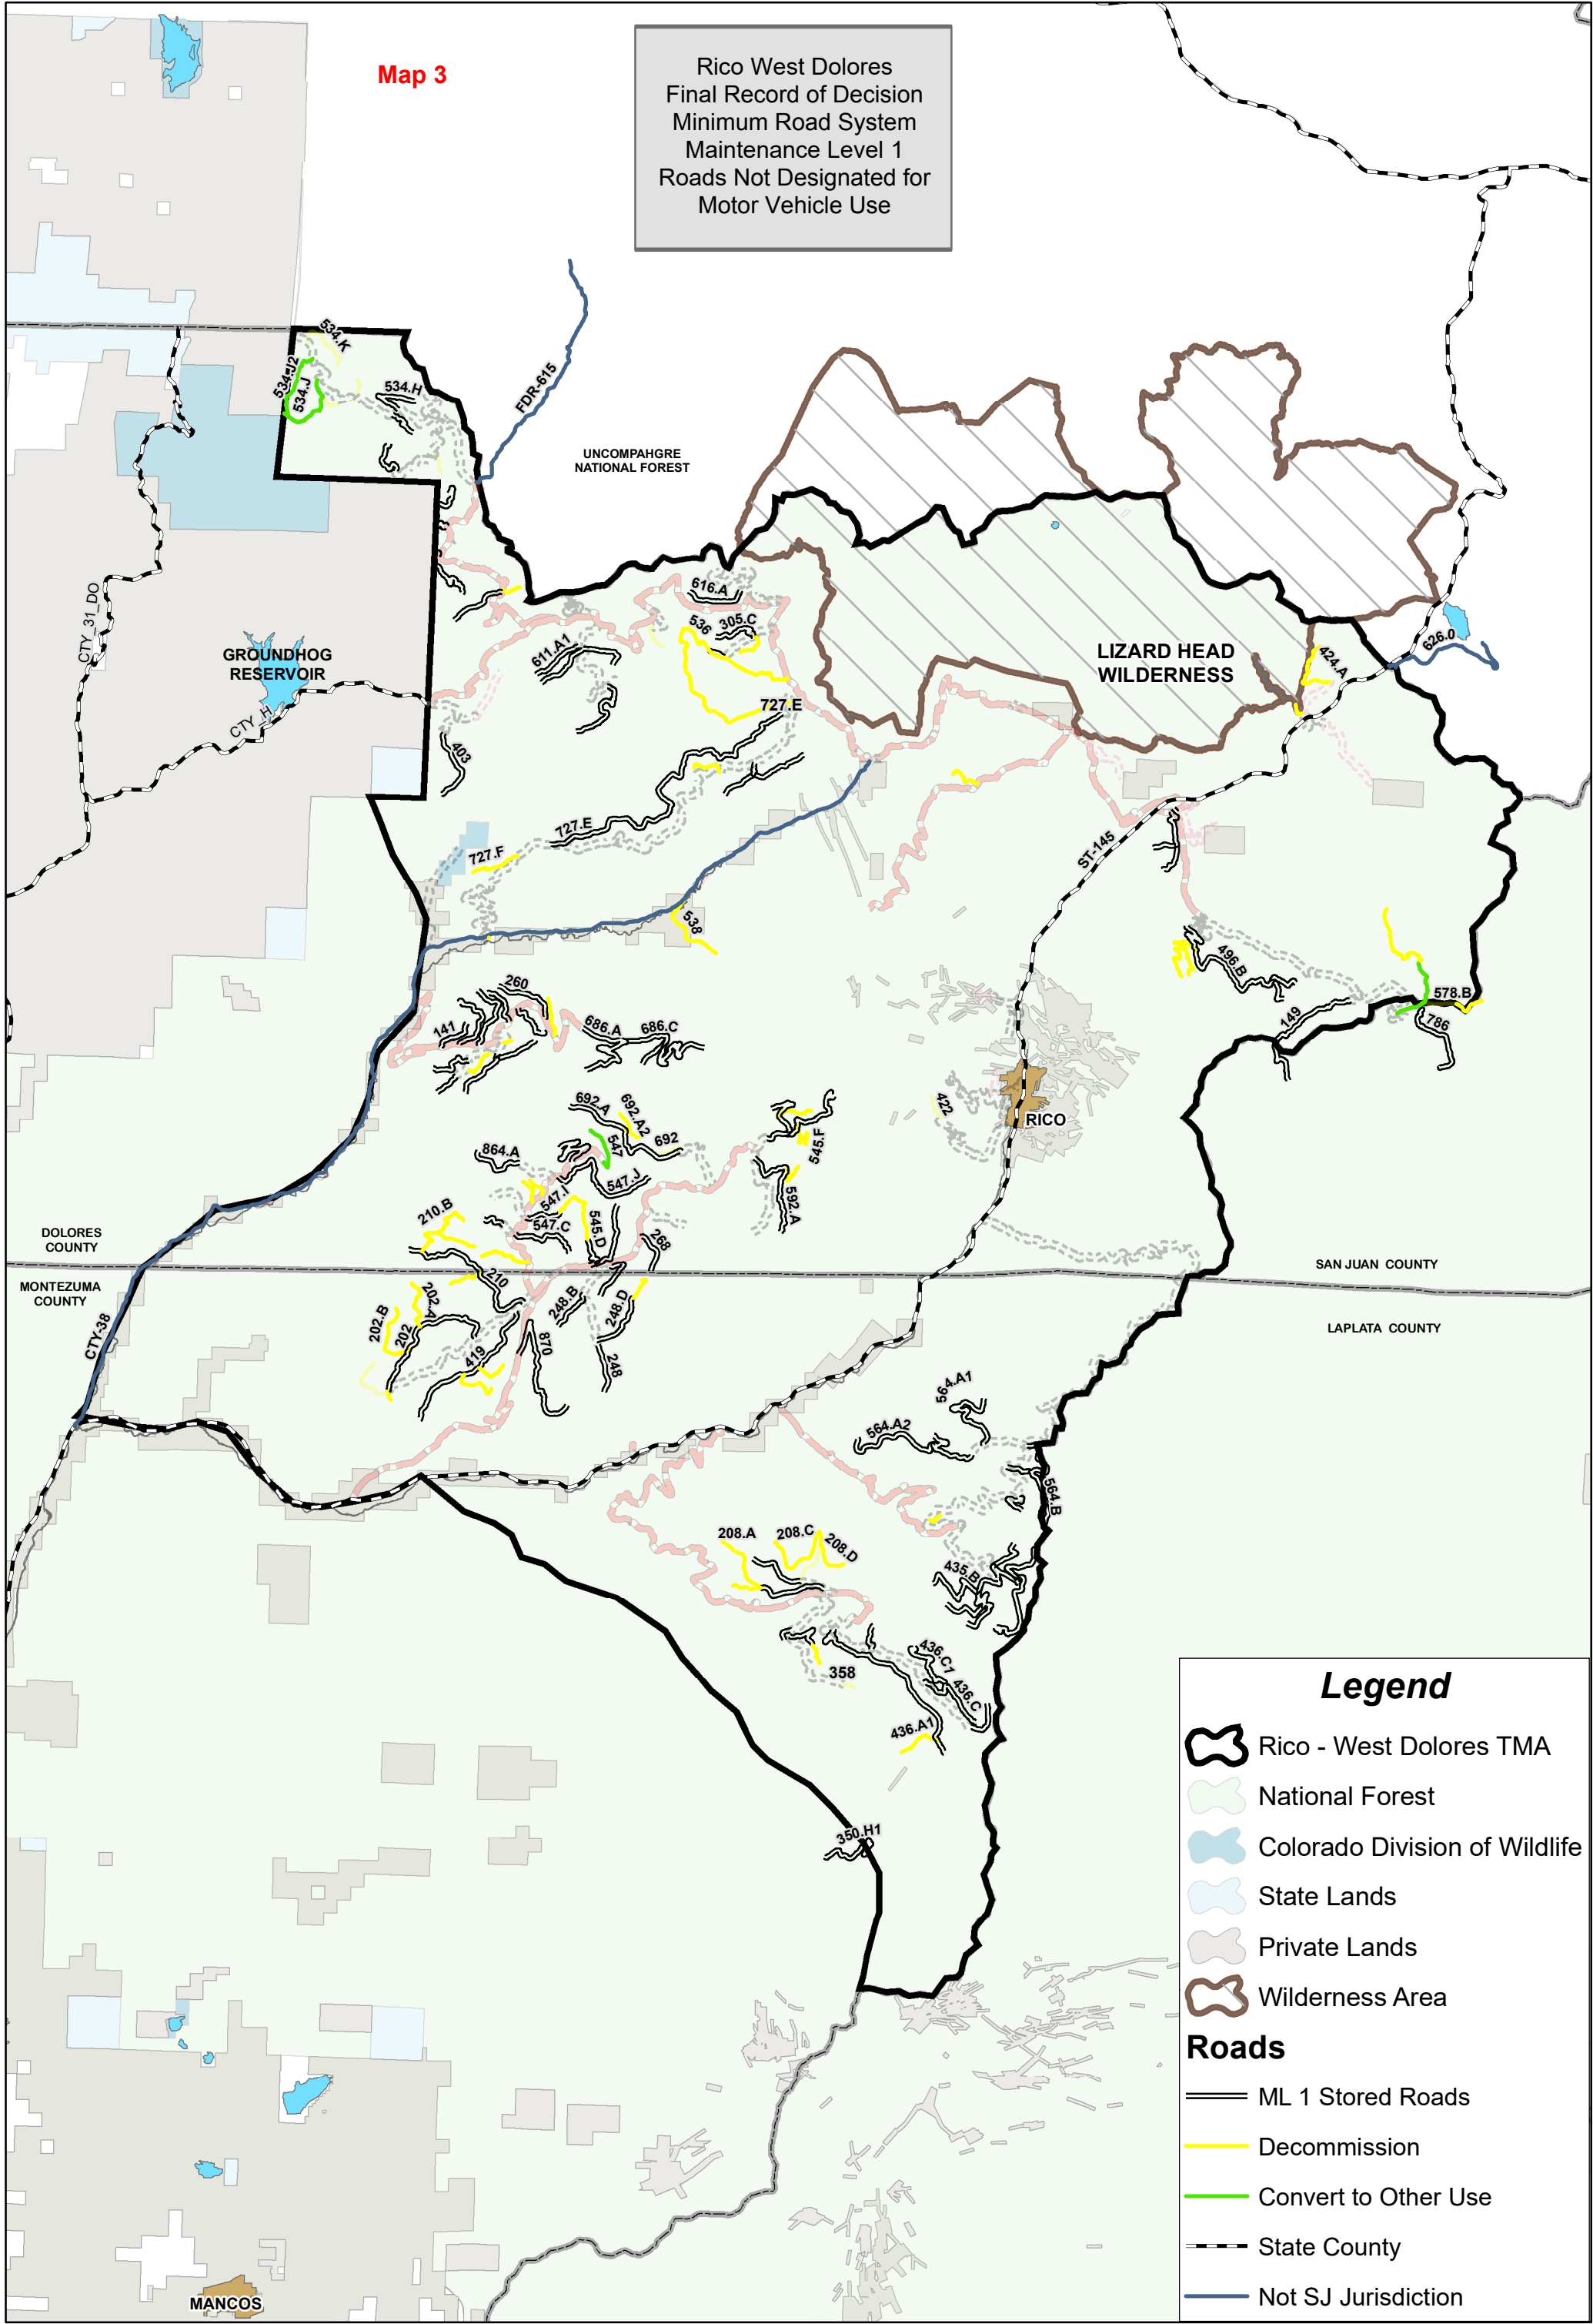 Map 3
Rico West Dolores
Final Record of Decision
Minimum Road System
Maintenance Level 1
Roads Not Designated for
Motor Vehicle Use
534.K
534.J2
534.J
534.H
FDR-615
UNCOMPAHGRE
NATIONAL FOREST
CTY_31_DO
GROUNDHOG
RESERVOIR
CTY_H
616.A
536
305.C
611.A1
LIZARD HEAD
WILDERNESS
424.A
626.0
727.E
403
727.E
727.F
ST-145
538
496.B
260
141
686.A
686.C
149
578.B
786
692.A
692.A2
692
547
422
RICO
545.F
864.A
547.J
547.I
592.A
210.B
547.C
545.D
268
DOLORES
COUNTY
SAN JUAN COUNTY
MONTEZUMA
COUNTY
LAPLATA COUNTY
210
202.A
202.B
202
248.B
248.D
CTY-38
419
870
248
564.A1
564.A2
564.B
208.A
208.C
208.D
435.B
436.C1
436.C
358
436.A1
350.H1
MANCOS
Legend
Rico - West Dolores TMA
National Forest
Colorado Division of Wildlife
State Lands
Private Lands
Wilderness Area
Roads
ML 1 Stored Roads
Decommission
Convert to Other Use
State County
Not SJ Jurisdiction